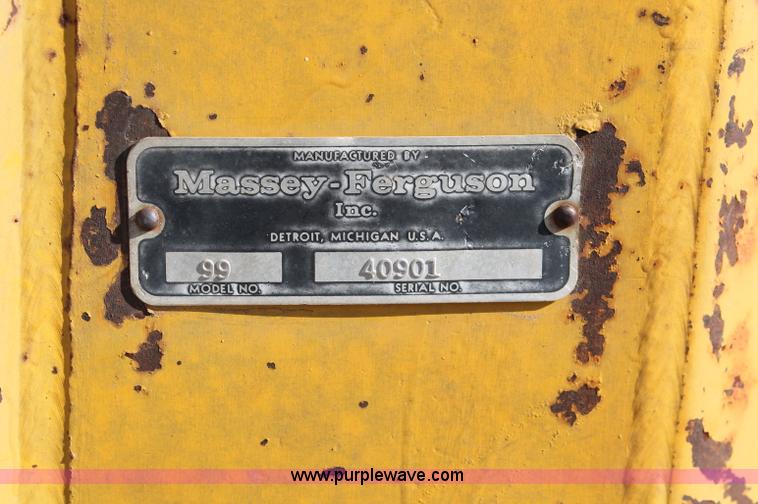 MANUFACTURED BY
Massey-Ferguson
Inc.
DETROIT, MICHIGAN U.S.A.
99 40901
MODEL NO. SERIAL NO.
www.purplewave.com